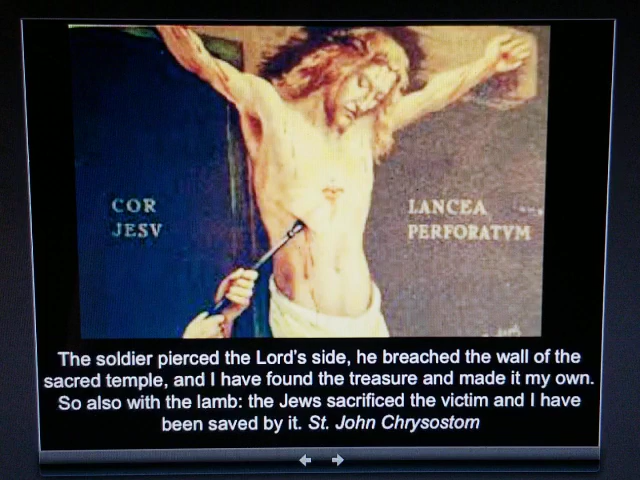 COR
JESV
LANCEA
PERFORATVM
The soldier pierced the Lord's side, he breached the wall of the
sacred temple, and I have found the treasure and made it my own.
So also with the lamb: the Jews sacrificed the victim and I have
been saved by it. St. John Chrysostom